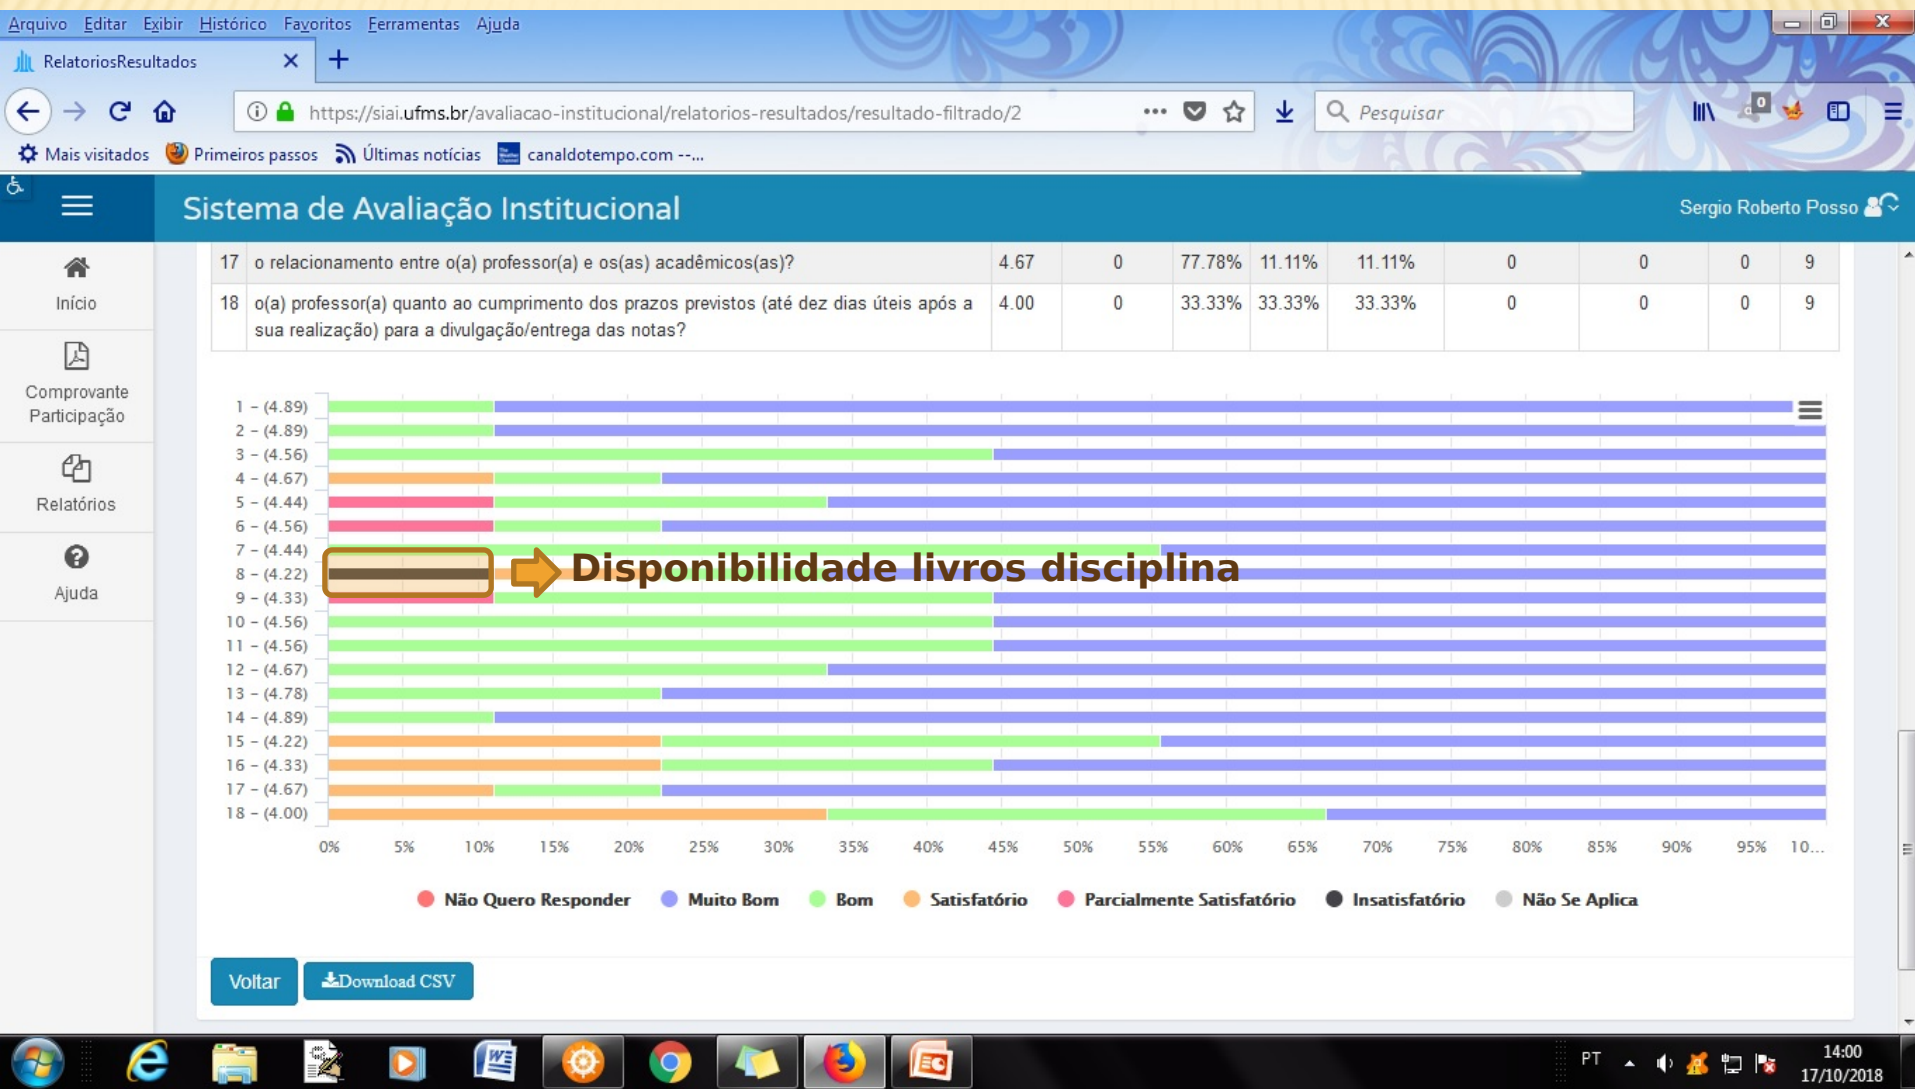 Arquivo Editar Exibir Histórico Favoritos Ferramentas Ajuda
RelatoriosResultados
https://siai.ufms.br/avaliacao-institucional/relatorios-resultados/resultado-filtrado/2
Pesquisar
0
Mais visitados Primeiros passos Últimas notícias canaldotempo.com --...
Sistema de Avaliação Institucional
Sergio Roberto Posso
Início
Comprovante
Participação
Relatórios
Ajuda
17 o relacionamento entre o(a) professor(a) e os(as) acadêmicos(as)? 4.67 0 77.78% 11.11% 11.11% 0 0 0 9
18 o(a) professor(a) quanto ao cumprimento dos prazos previstos (até dez dias úteis após a 4.00 0 33.33% 33.33% 33.33% 0 0 0 9
sua realização) para a divulgação/entrega das notas?
1 - (4.89)
2 - (4.89)
3 - (4.56)
4 - (4.67)
5 - (4.44)
6 - (4.56)
7 - (4.44)
8 - (4.22)
Disponibilidade livros disciplina
9 - (4.33)
10 - (4.56)
11 - (4.56)
12 - (4.67)
13 - (4.78)
14 - (4.89)
15 - (4.22)
16 - (4.33)
17 - (4.67)
18 - (4.00)
0% 5% 10% 15% 20% 25% 30% 35% 40% 45% 50% 55% 60% 65% 70% 75% 80% 85% 90% 95% 10...
Não Quero Responder Muito Bom Bom Satisfatório Parcialmente Satisfatório Insatisfatório Não Se Aplica
Voltar Download CSV
PT
14:00
17/10/2018